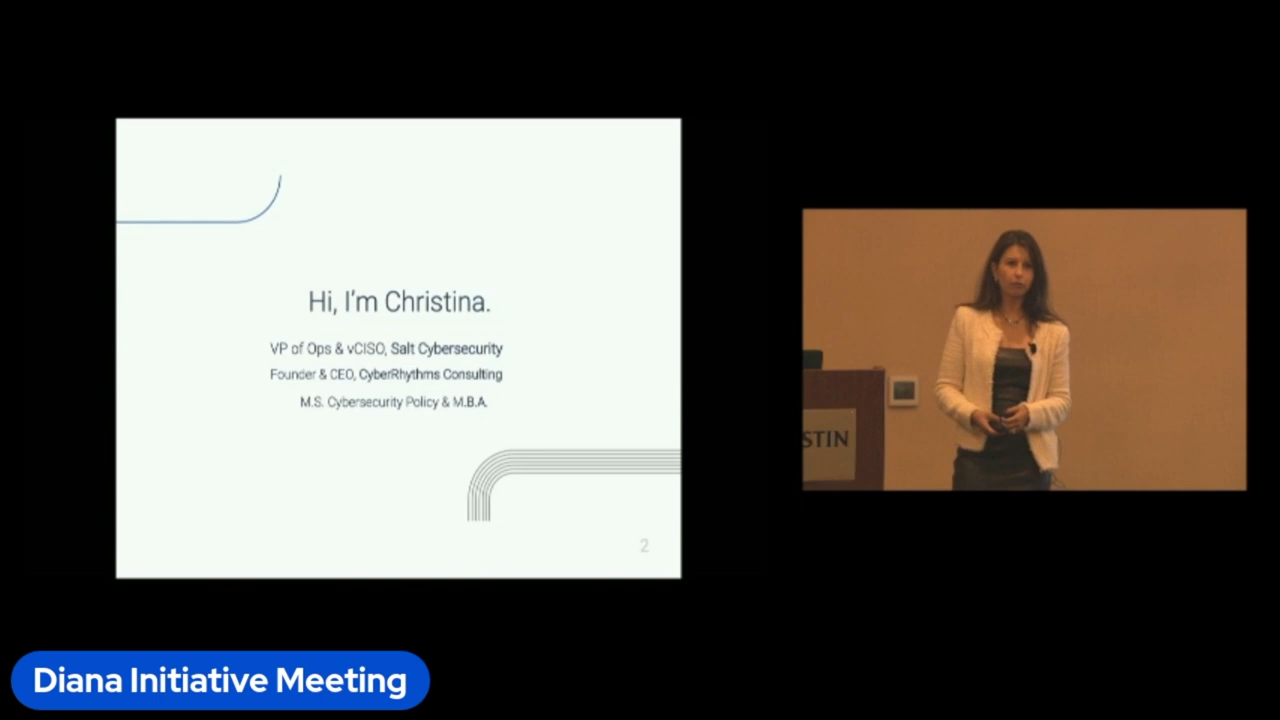 Hi, I'm Christina.
VP of Ops & vCISO, Salt Cybersecurity
Founder & CEO, CyberRhythms Consulting
M.S. Cybersecurity Policy & M.B.A.
2
STIN
Diana Initiative Meeting